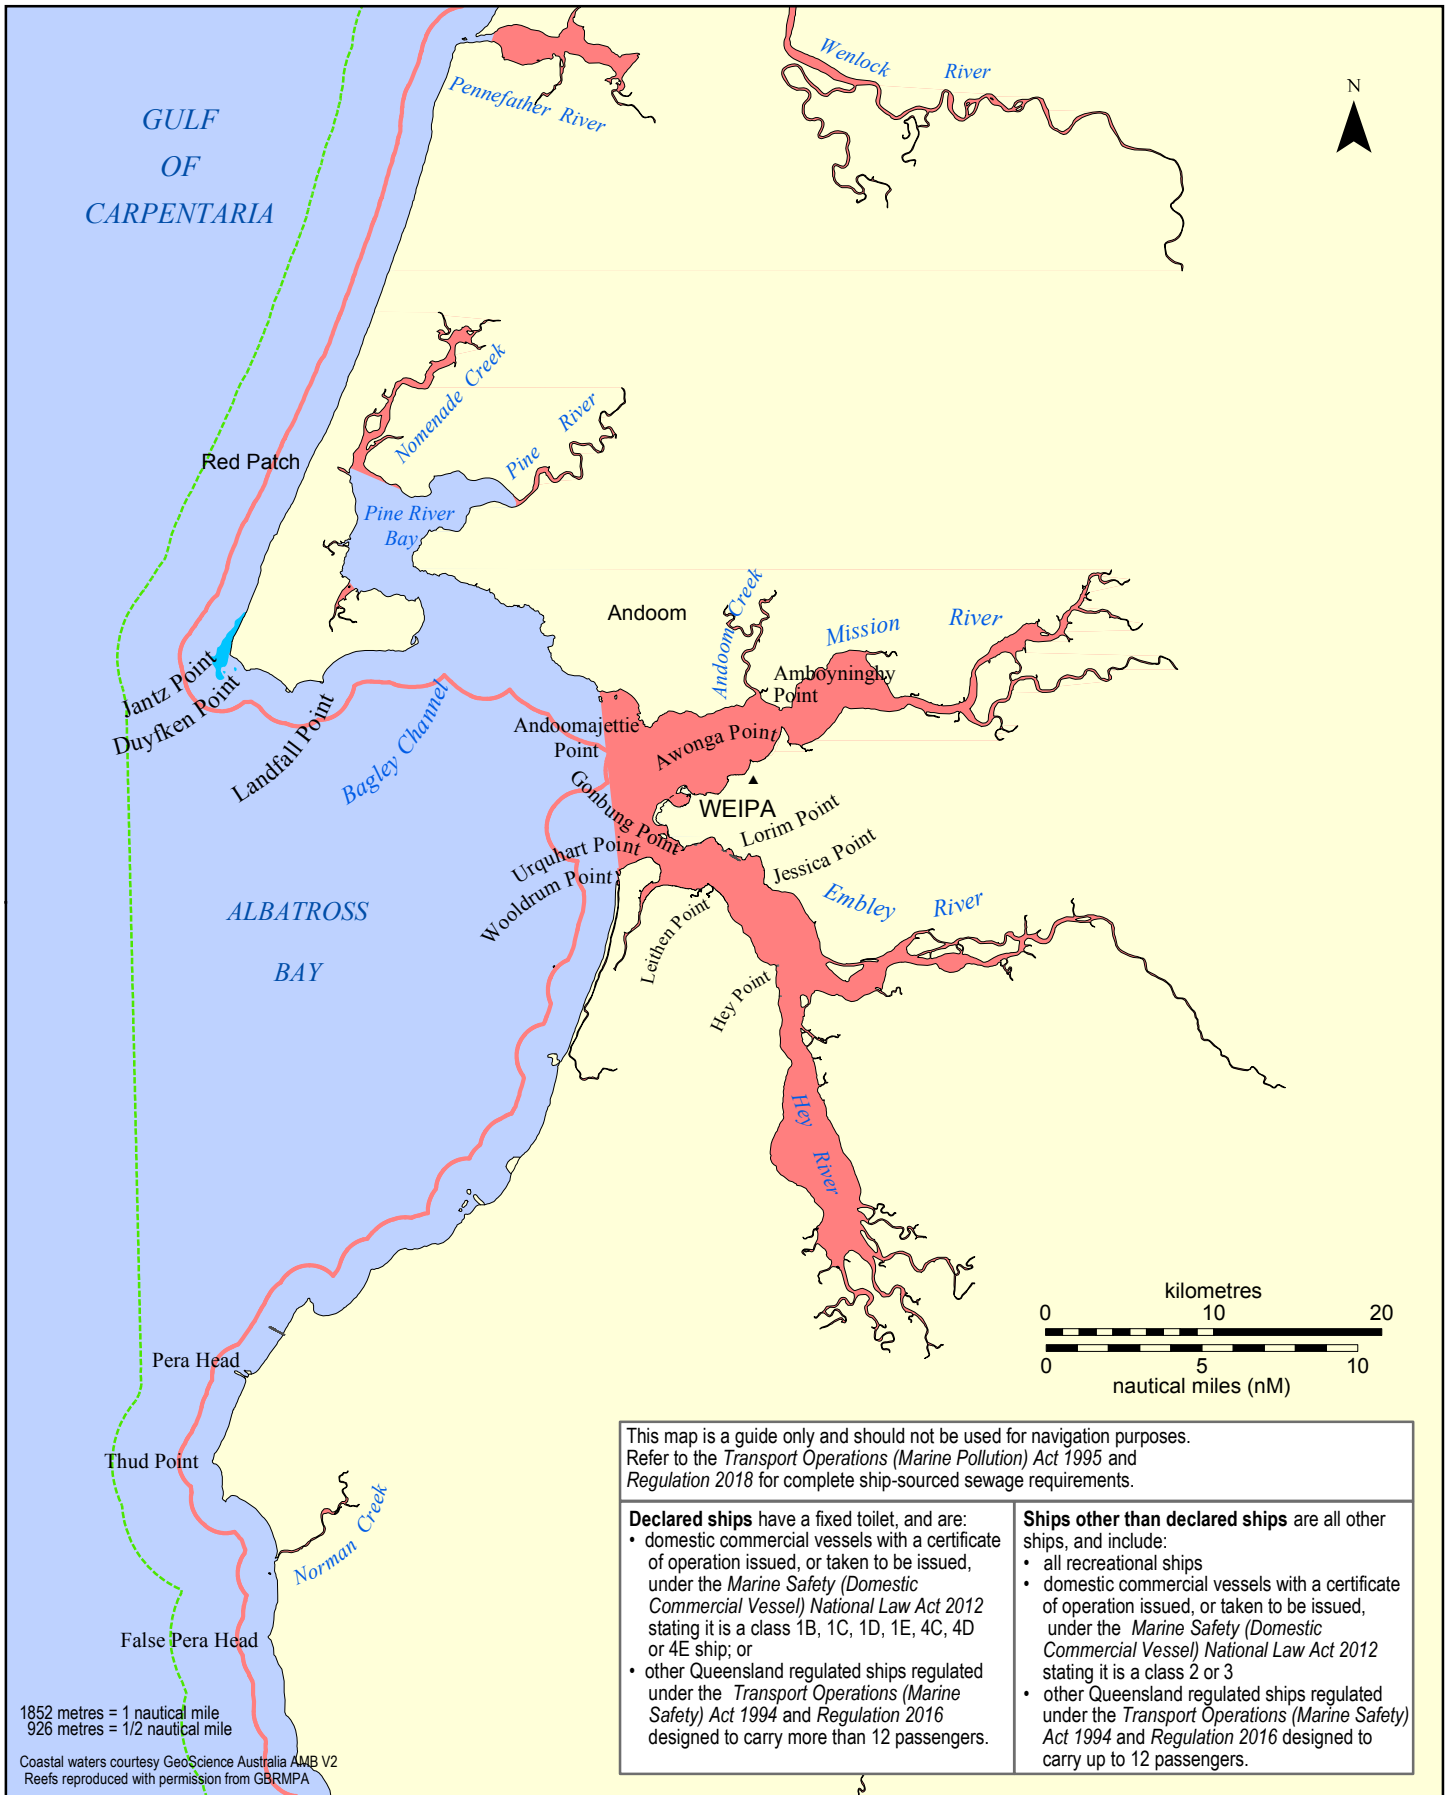 Wenlock River
N
Pennefather River
GULF
OF
CARPENTARIA
Nomenade Creek
Pine River
Red Patch
Pine River
Bay
Andoom
Andoom Creek
Mission River
Amboyninghy
Point
Jantz Point
Duyfken Point
Landfall Point
Bagley Channel
Andoomajettie
Point
Awonga Point
Gonbung Point
WEIPA
Lorim Point
Jessica Point
Urquhart Point
Wooldrum Point
Embley River
ALBATROSS
BAY
Leithen Point
Hey Point
Hey River
kilometres
0 10 20
0 5 10
nautical miles (nM)
Pera Head
Thud Point
Norman Creek
False Pera Head
This map is a guide only and should not be used for navigation purposes.
Refer to the Transport Operations (Marine Pollution) Act 1995 and
Regulation 2018 for complete ship-sourced sewage requirements.
Declared ships have a fixed toilet, and are:
• domestic commercial vessels with a certificate
of operation issued, or taken to be issued,
under the Marine Safety (Domestic
Commercial Vessel) National Law Act 2012
stating it is a class 1B, 1C, 1D, 1E, 4C, 4D
or 4E ship; or
• other Queensland regulated ships regulated
under the Transport Operations (Marine
Safety) Act 1994 and Regulation 2016
designed to carry more than 12 passengers.
Ships other than declared ships are all other
ships, and include:
• all recreational ships
• domestic commercial vessels with a certificate
of operation issued, or taken to be issued,
under the Marine Safety (Domestic
Commercial Vessel) National Law Act 2012
stating it is a class 2 or 3
• other Queensland regulated ships regulated
under the Transport Operations (Marine Safety)
Act 1994 and Regulation 2016 designed to
carry up to 12 passengers.
1852 metres = 1 nautical mile
926 metres = 1/2 nautical mile
Coastal waters courtesy GeoScience Australia AMB V2
Reefs reproduced with permission from GBRMPA